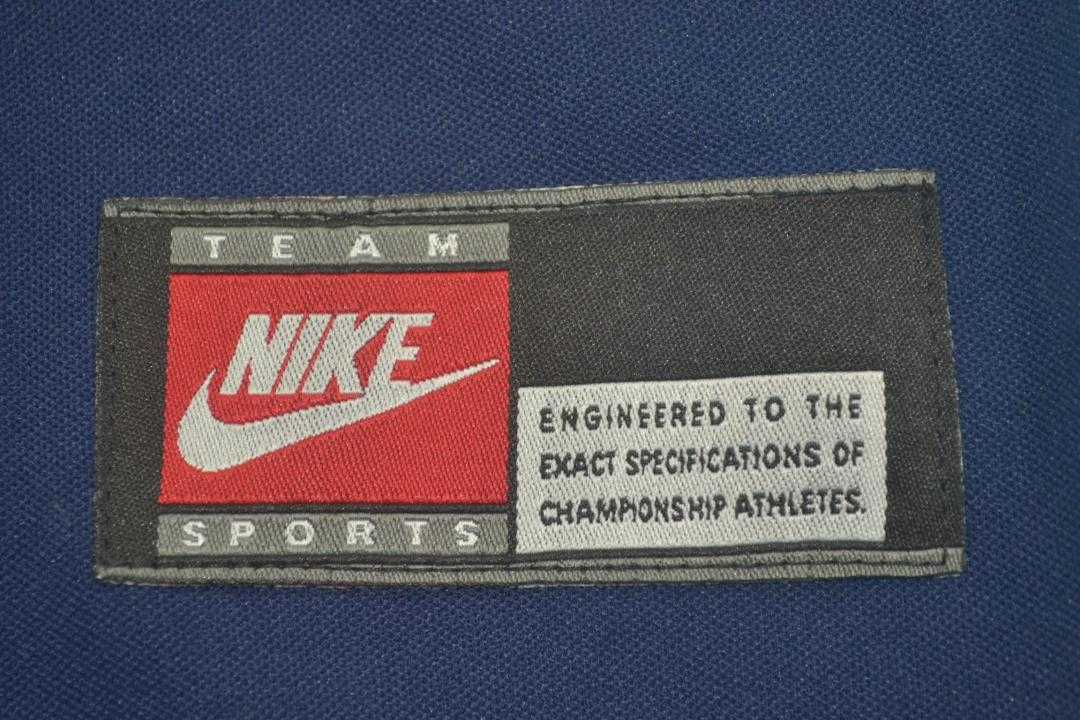 TEAM
NIKE
SPORTS
ENGINEERED TO THE
EXACT SPECIFICATIONS OF
CHAMPIONSHIP ATHLETES.